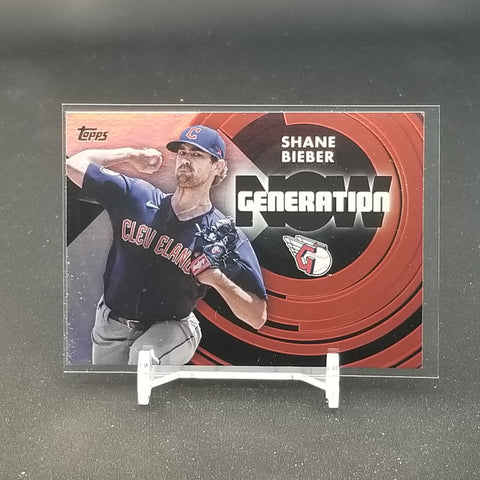 Topps
SHANE
BIEBER
NOW
GENERATION
C
CLEVELAND